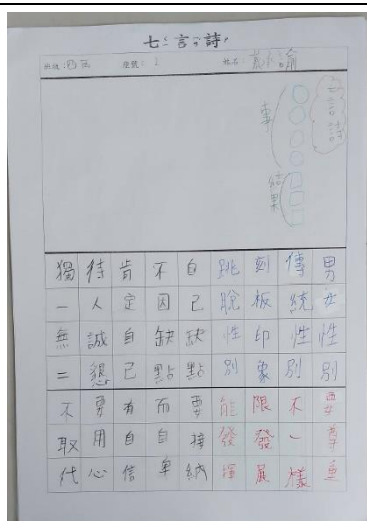 七言詩
班級：四
座號：1
姓名：
七言詩
事
結果
男女性別要尊重
傳統性別不一樣
刻板印象限發展
跳脫性別能發揮
自己缺點要接納
不因缺點而自卑
肯定自己有自信
待人誠懇要用心
獨一無二不取代